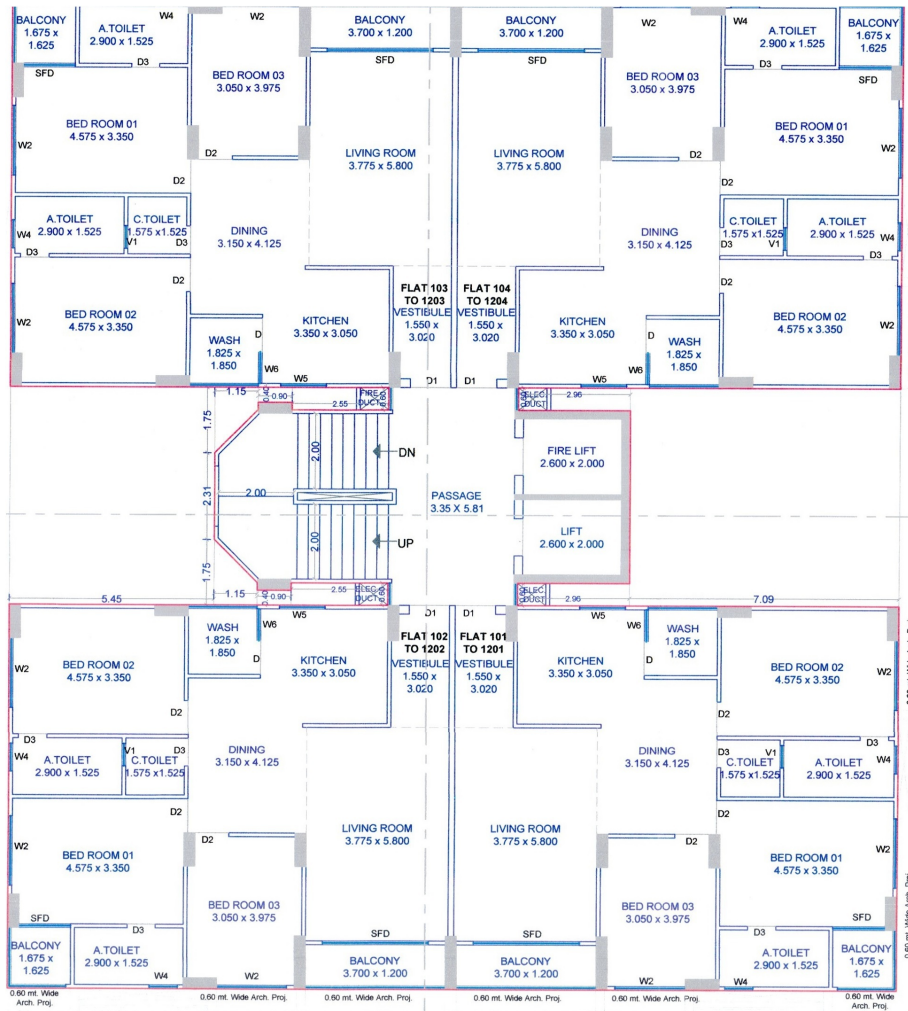 W4
W2
BALCONY
3.700 x 1.200
BALCONY
3.700 x 1.200
W2
W4
BALCONY
1.675 x
1.625
A.TOILET
2.900 x 1.525
A.TOILET
2.900 x 1.525
BALCONY
1.675 x
1.625
SFD
D3
BED ROOM 03
3.050 x 3.975
SFD
SFD
BED ROOM 03
3.050 x 3.975
D3
SFD
BED ROOM 01
4.575 x 3.350
W2
D2
D2
LIVING ROOM
3.775 x 5.800
LIVING ROOM
3.775 x 5.800
D2
D2
BED ROOM 01
4.575 x 3.350
W2
A.TOILET
2.900 x 1.525
W4
D3
C.TOILET
1.575 x1.525
V1
D3
DINING
3.150 x 4.125
DINING
3.150 x 4.125
C.TOILET
1.575 x1.525
D3
V1
A.TOILET
2.900 x 1.525
W4
D3
BED ROOM 02
4.575 x 3.350
W2
D2
WASH
1.825 x
1.850
D
W6
KITCHEN
3.350 x 3.050
W5
FLAT 103
TO 1203
VESTIBULE
1.550 x
3.020
D1
FLAT 104
TO 1204
VESTIBULE
1.550 x
3.020
D1
KITCHEN
3.350 x 3.050
W5
D
W6
WASH
1.825 x
1.850
D2
BED ROOM 02
4.575 x 3.350
W2
1.15
0.40
0.90
2.55
FIRE
DUCT
0.60
0.60
ELEC.
DUCT
2.96
1.75
2.00
DN
FIRE LIFT
2.600 x 2.000
2.31
2.00
PASSAGE
3.35 X 5.81
2.00
UP
LIFT
2.600 x 2.000
1.75
5.45
1.15
0.40
0.90
2.55
ELEC.
DUCT
0.60
0.60
ELEC.
DUCT
2.96
7.09
BED ROOM 02
4.575 x 3.350
W2
D2
WASH
1.825 x
1.850
W6
D
W5
KITCHEN
3.350 x 3.050
D1
FLAT 102
TO 1202
VESTIBULE
1.550 x
3.020
D1
FLAT 101
TO 1201
VESTIBULE
1.550 x
3.020
W5
KITCHEN
3.350 x 3.050
W6
D
WASH
1.825 x
1.850
D2
BED ROOM 02
4.575 x 3.350
W2
D3
W4
A.TOILET
2.900 x 1.525
V1
D3
C.TOILET
1.575 x1.525
DINING
3.150 x 4.125
DINING
3.150 x 4.125
D3
V1
C.TOILET
1.575 x1.525
D3
A.TOILET
2.900 x 1.525
W4
D2
W2
BED ROOM 01
4.575 x 3.350
D2
LIVING ROOM
3.775 x 5.800
LIVING ROOM
3.775 x 5.800
D2
D2
BED ROOM 01
4.575 x 3.350
W2
BED ROOM 03
3.050 x 3.975
BED ROOM 03
3.050 x 3.975
SFD
D3
SFD
SFD
D3
SFD
BALCONY
1.675 x
1.625
A.TOILET
2.900 x 1.525
W4
W2
BALCONY
3.700 x 1.200
BALCONY
3.700 x 1.200
W2
W4
A.TOILET
2.900 x 1.525
BALCONY
1.675 x
1.625
0.60 mt. Wide Arch. Proj.
0.60 mt. Wide
Arch. Proj.
0.60 mt. Wide Arch. Proj.
0.60 mt. Wide Arch. Proj.
0.60 mt. Wide Arch. Proj.
0.60 mt. Wide Arch. Proj.
0.60 mt. Wide
Arch. Proj.